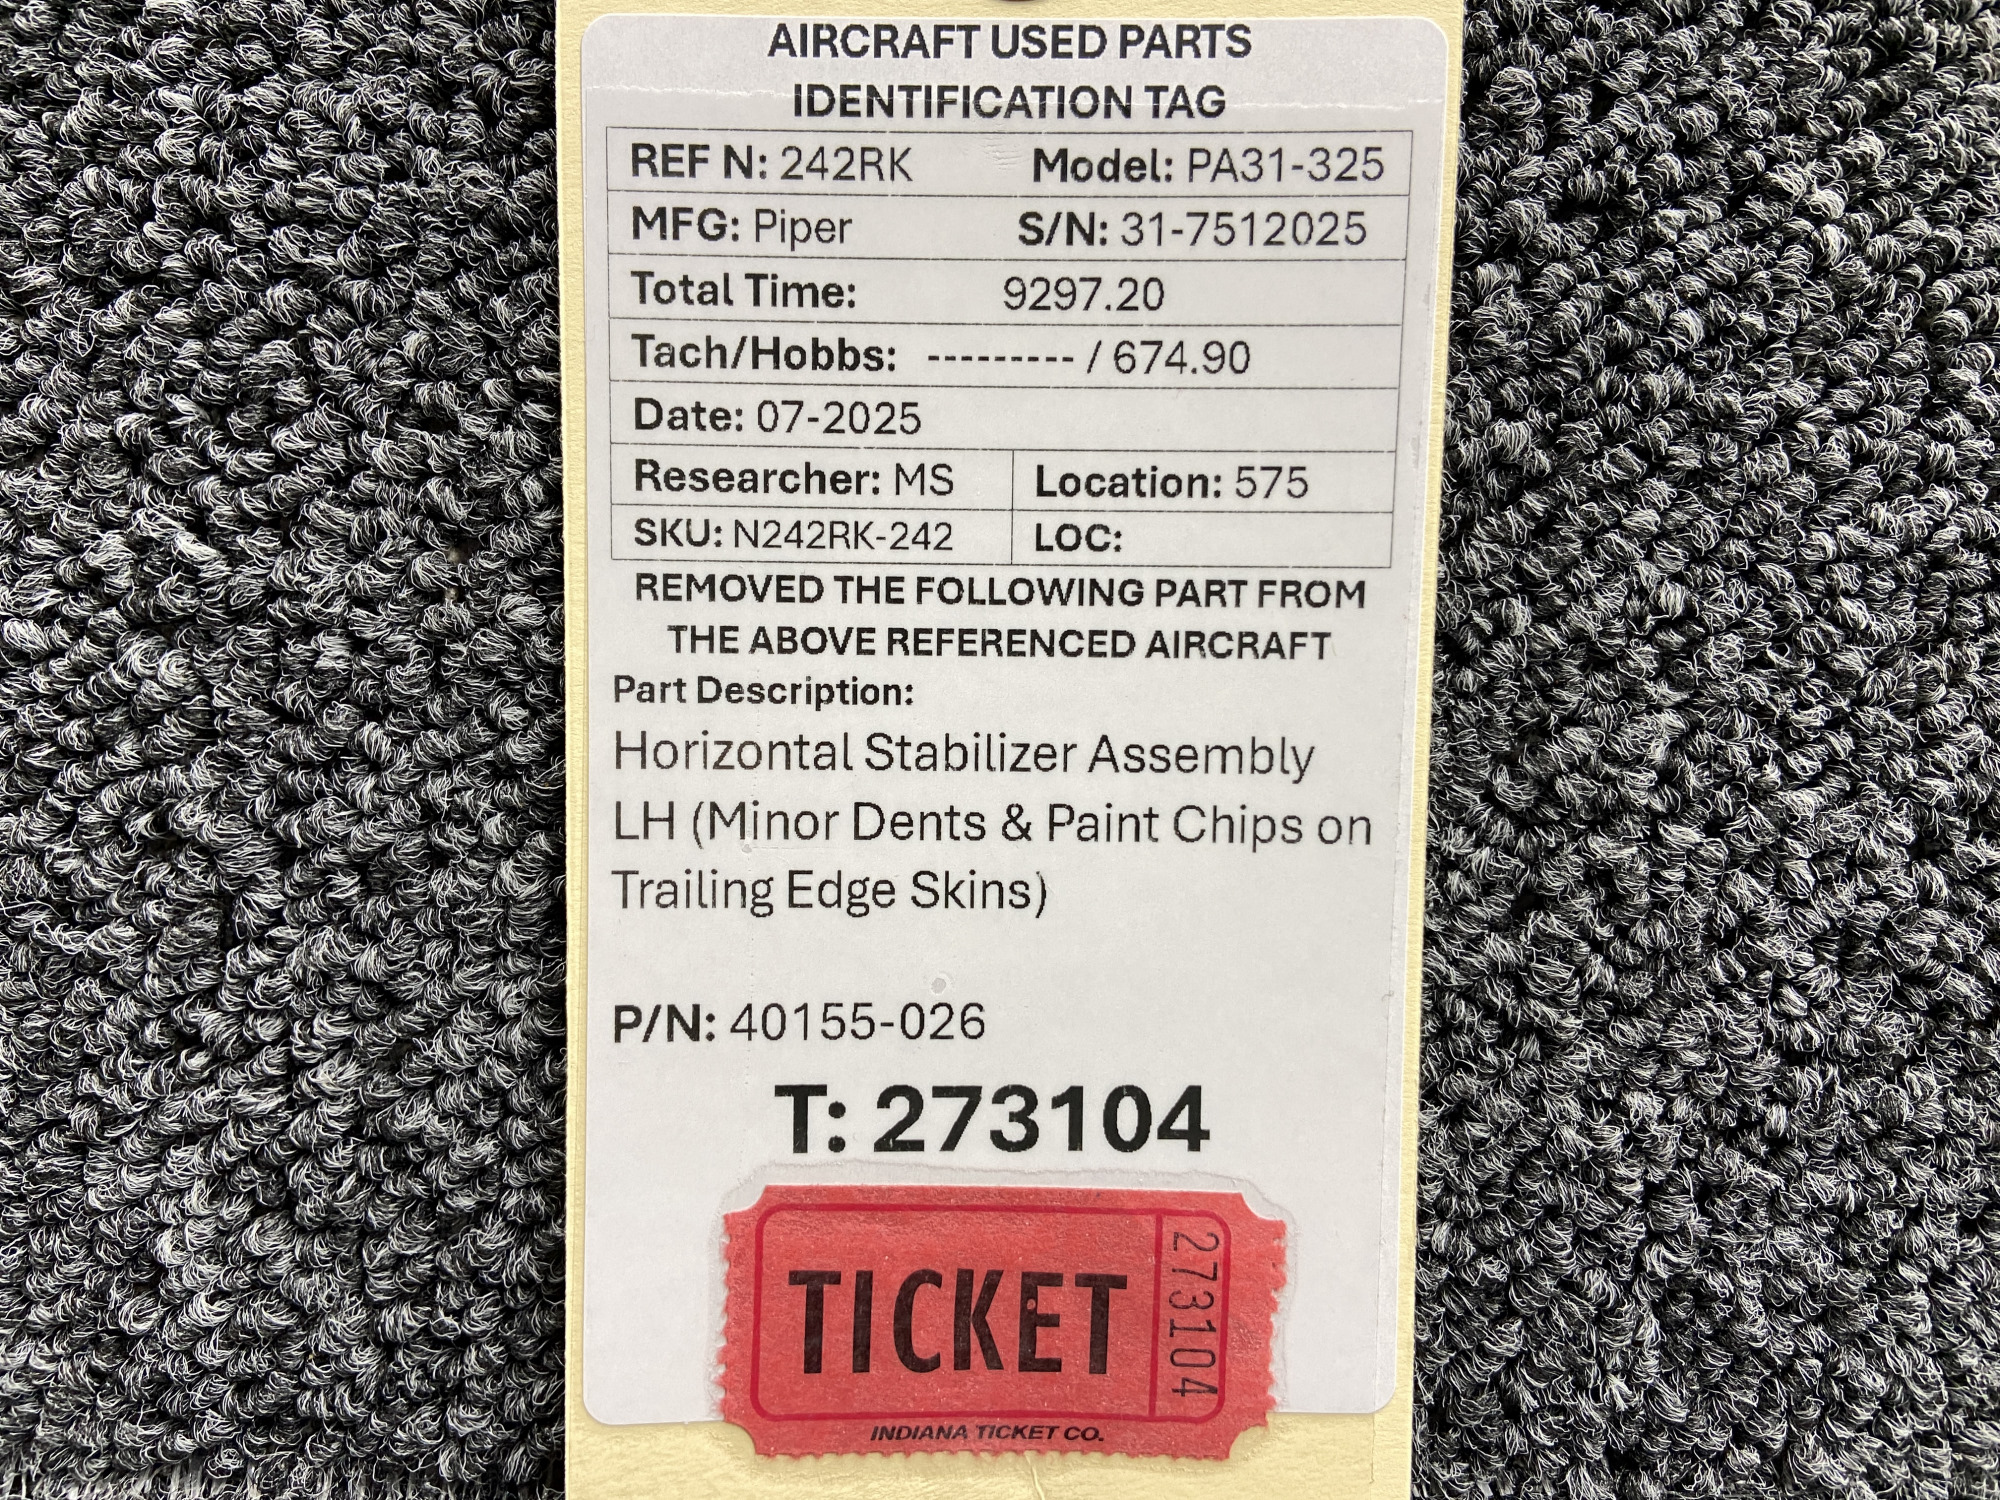 AIRCRAFT USED PARTS
IDENTIFICATION TAG
REF N: 242RK Model: PA31-325
MFG: Piper S/N: 31-7512025
Total Time: 9297.20
Tach/Hobbs: --------- / 674.90
Date: 07-2025
Researcher: MS Location: 575
SKU: N242RK-242 LOC:
REMOVED THE FOLLOWING PART FROM
THE ABOVE REFERENCED AIRCRAFT
Part Description:
Horizontal Stabilizer Assembly
LH (Minor Dents & Paint Chips on
Trailing Edge Skins)
P/N: 40155-026
T: 273104
TICKET
273104
INDIANA TICKET CO.